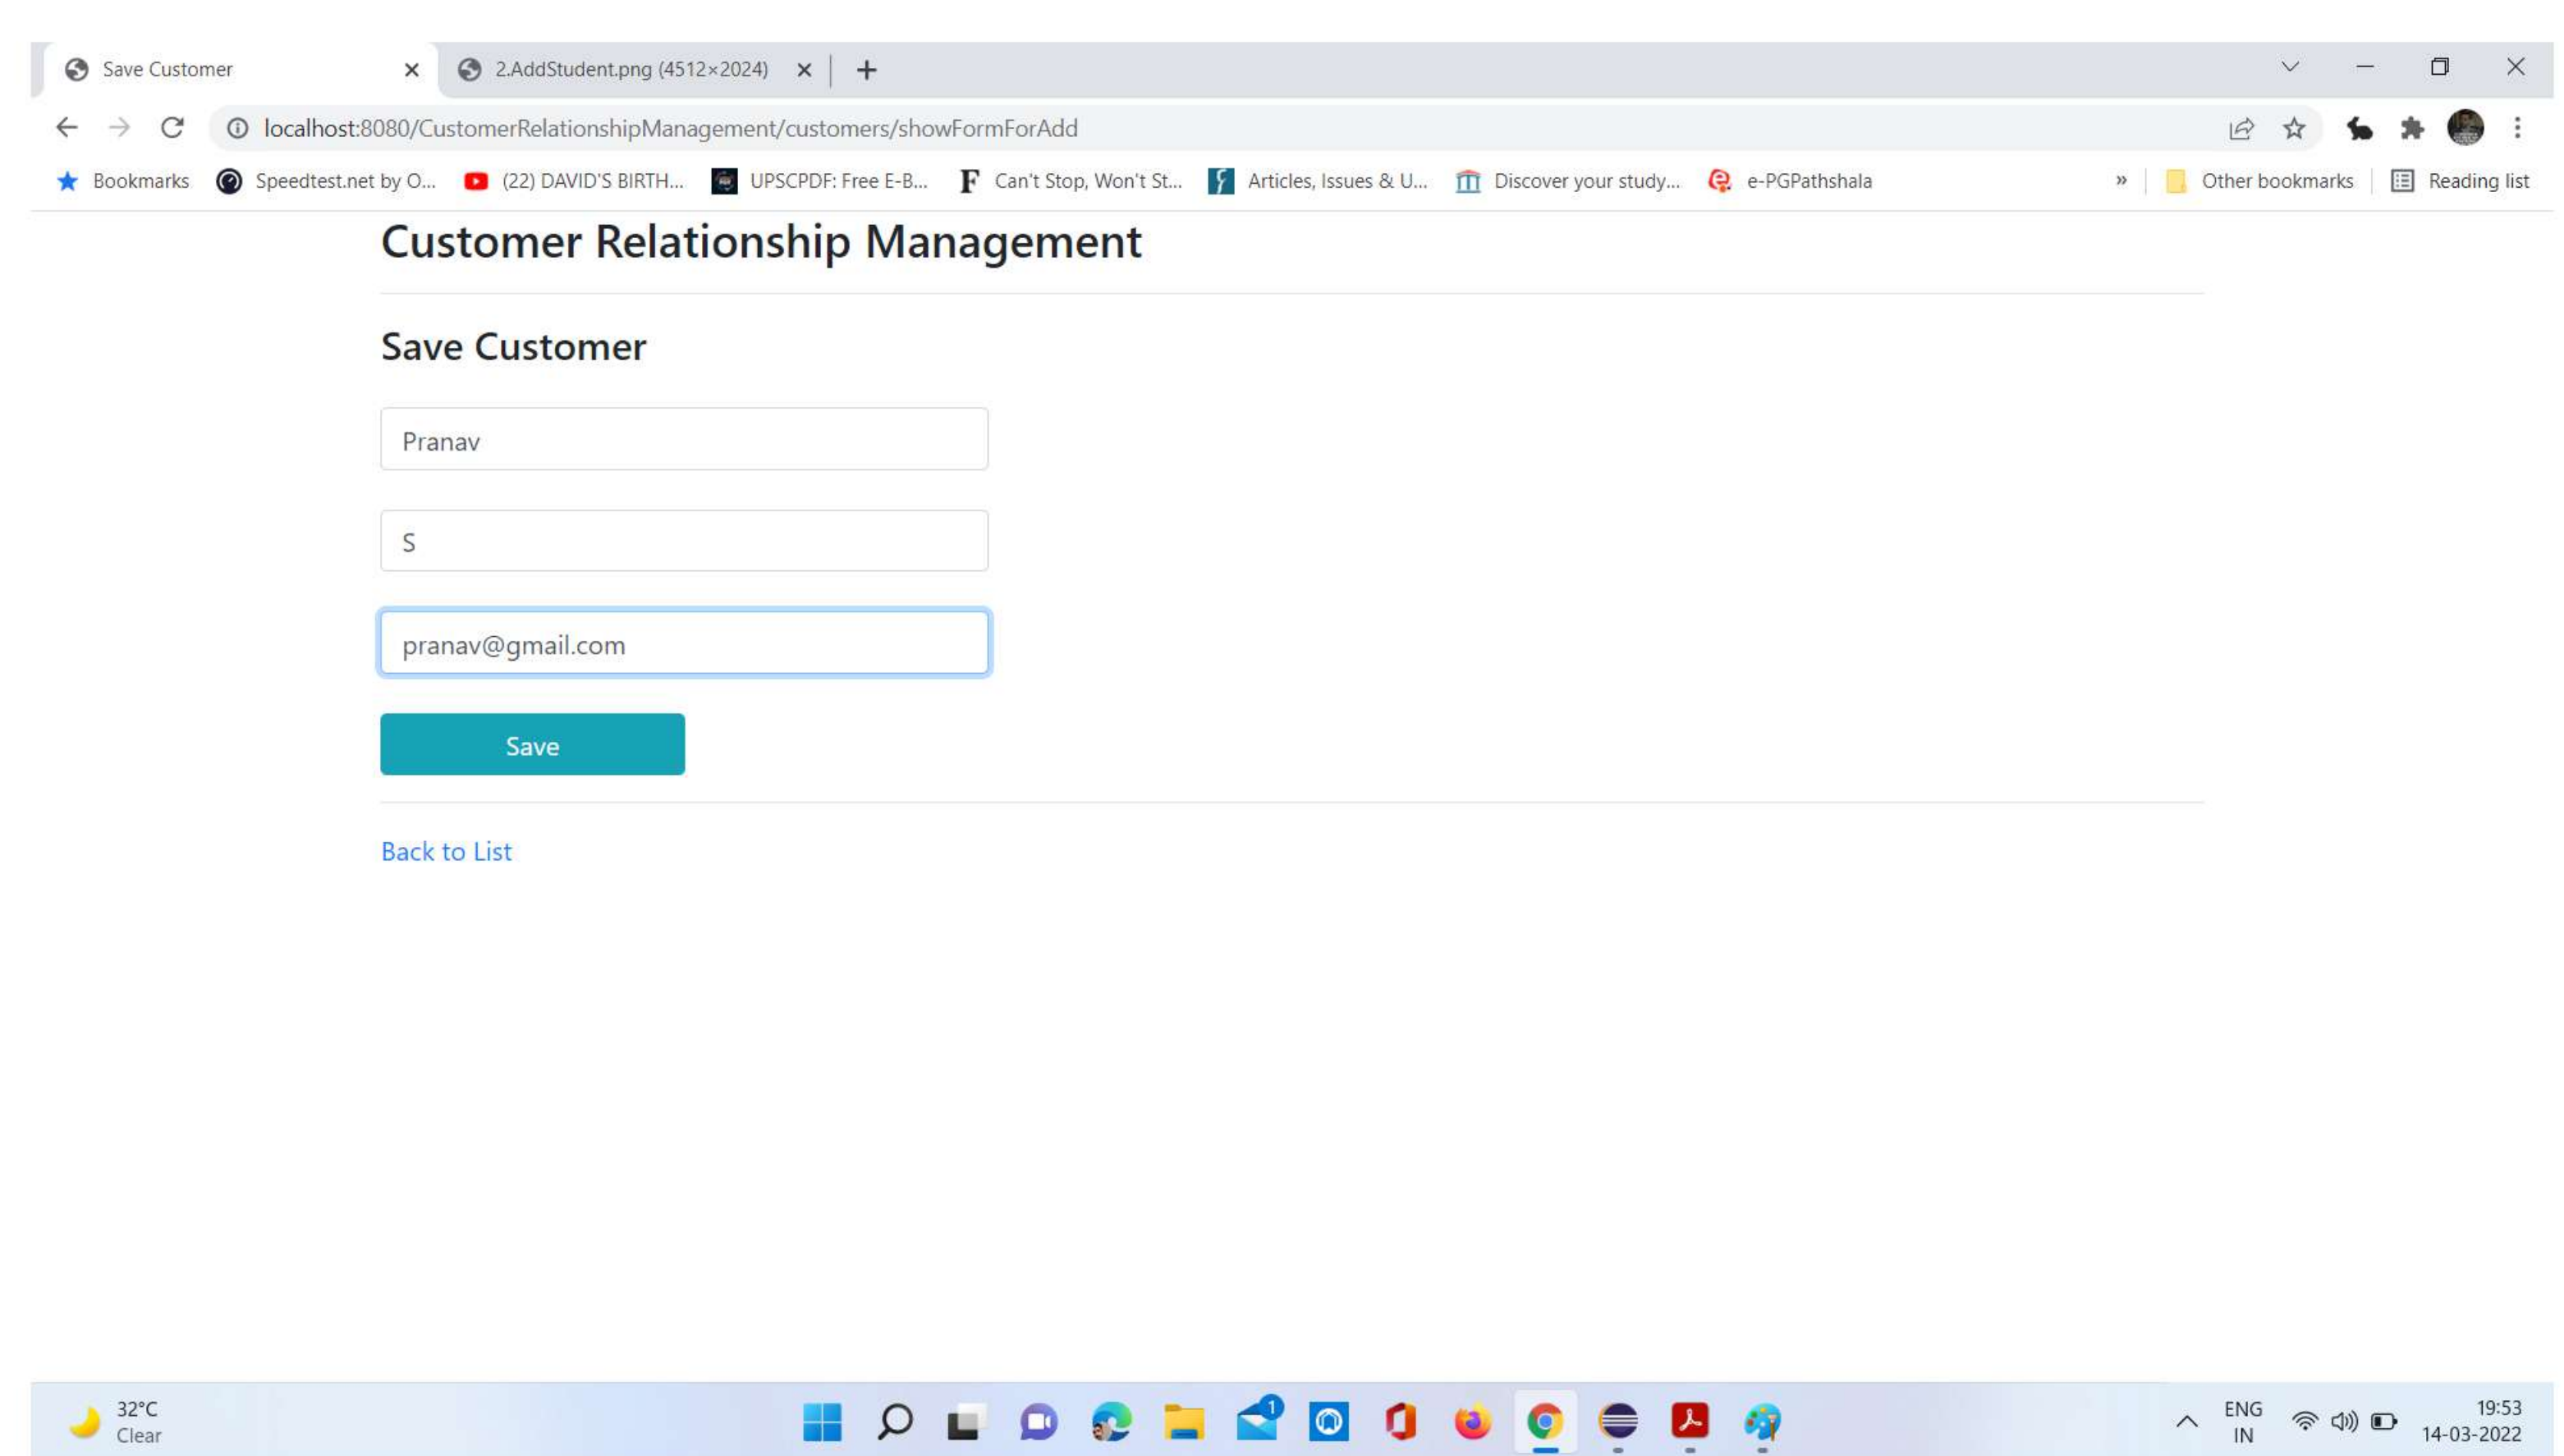 Save Customer
2.AddStudent.png (4512×2024)
localhost:8080/CustomerRelationshipManagement/customers/showFormForAdd
Bookmarks Speedtest.net by O... (22) DAVID'S BIRTH... UPSCPDF: Free E-B... Can't Stop, Won't St... Articles, Issues & U... Discover your study... e-PGPathshala » Other bookmarks Reading list
Customer Relationship Management
Save Customer
Pranav
S
pranav@gmail.com
Save
Back to List
32°C
Clear
1
ENG
IN
19:53
14-03-2022